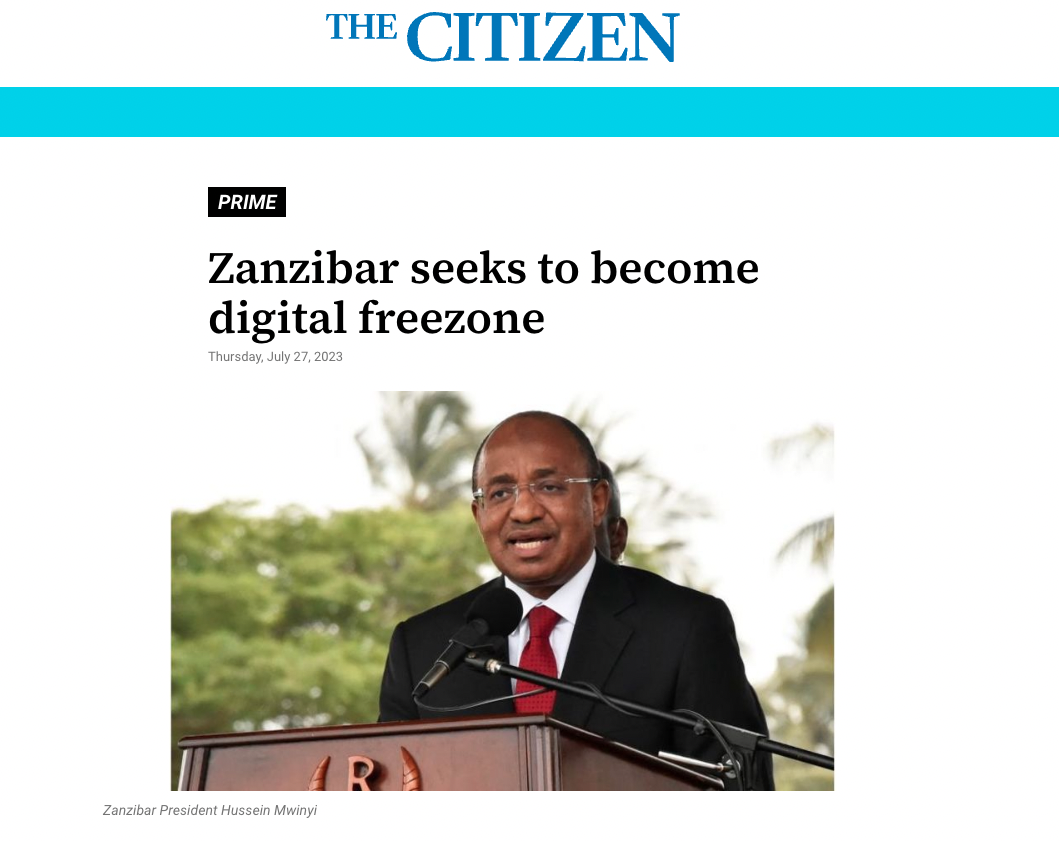 THE CITIZEN
PRIME
Zanzibar seeks to become
digital freezone
Thursday, July 27, 2023
R
Zanzibar President Hussein Mwinyi